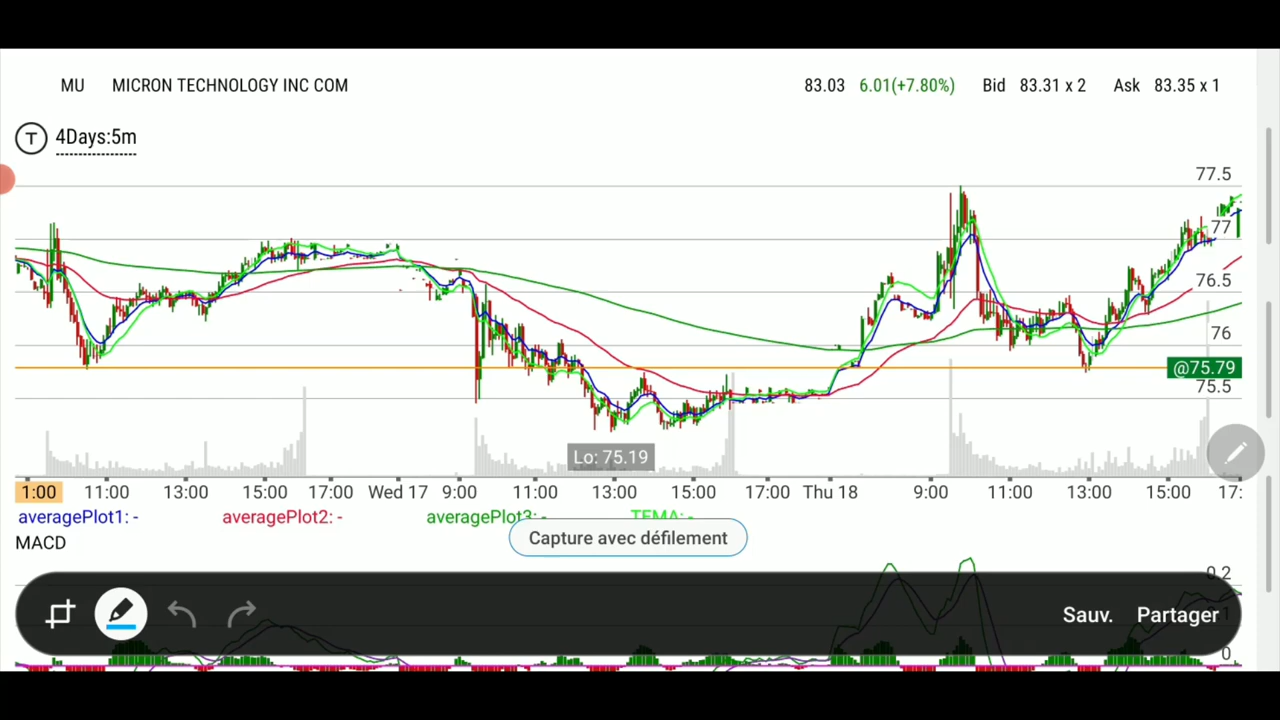 MU MICRON TECHNOLOGY INC COM 83.03 6.01(+7.80%) Bid 83.31 x 2 Ask 83.35 x 1
T 4Days:5m
77.5
77
76.5
76
@75.79
75.5
Lo: 75.19
1:00 11:00 13:00 15:00 17:00 Wed 17 9:00 11:00 13:00 15:00 17:00 Thu 18 9:00 11:00 13:00 15:00 17:
averagePlot1: - averagePlot2: - averagePlot3: - TEMA: -
Capture avec défilement
MACD
0.2
Sauv. Partager
0